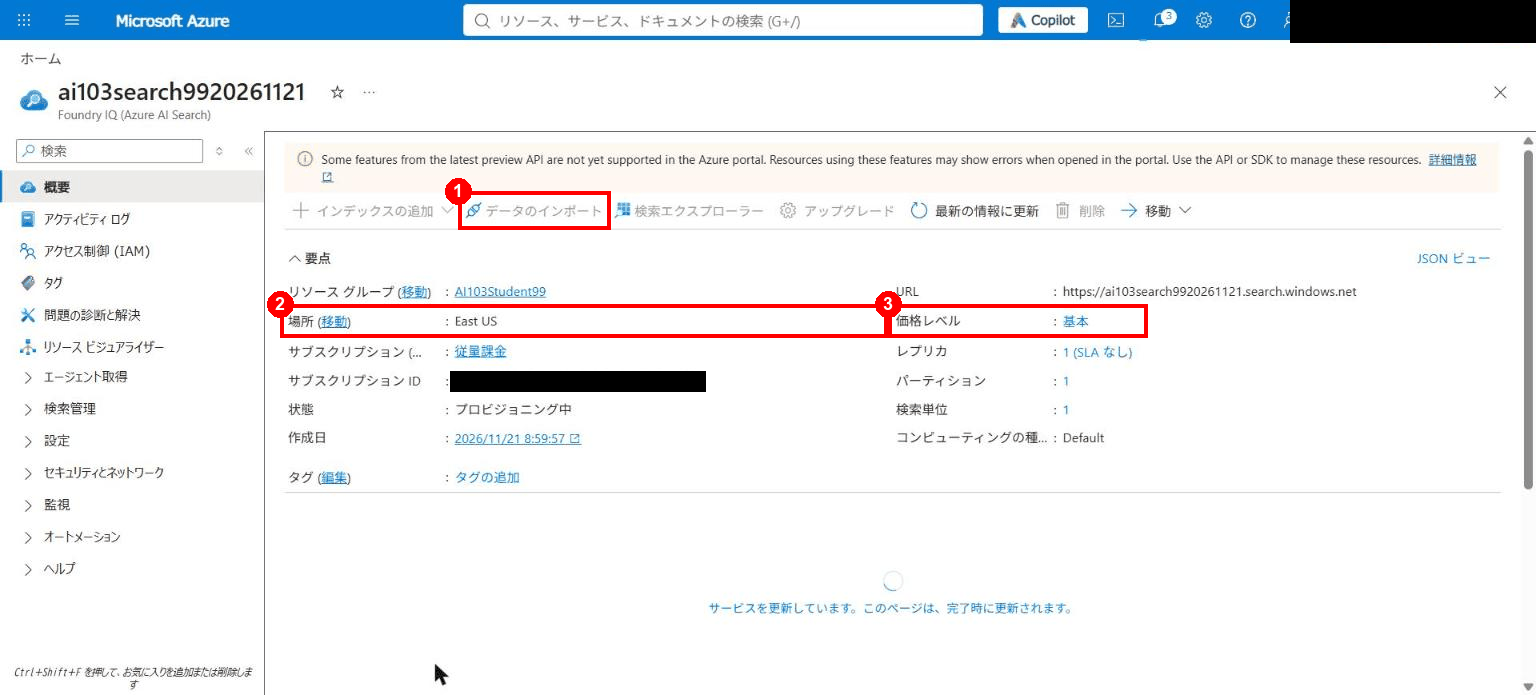 Microsoft Azure
リソース、サービス、ドキュメントの検索 (G+/)
Copilot
3
ホーム
ai103search9920261121
Foundry IQ (Azure AI Search)
検索
概要
アクティビティ ログ
アクセス制御 (IAM)
タグ
問題の診断と解決
リソース ビジュアライザー
エージェント取得
検索管理
設定
セキュリティとネットワーク
監視
オートメーション
ヘルプ
Ctrl+Shift+F を押して、お気に入りを追加または削除しま
す
Some features from the latest preview API are not yet supported in the Azure portal. Resources using these features may show errors when opened in the portal. Use the API or SDK to manage these resources. 詳細情報
1
インデックスの追加 データのインポート 検索エクスプローラー アップグレード 最新の情報に更新 削除 移動
要点
JSON ビュー
リソース グループ (移動) : AI103Student99
2
場所 (移動) : East US
サブスクリプション (... : 従量課金
サブスクリプション ID :
状態 : プロビジョニング中
作成日 : 2026/11/21 8:59:57
タグ (編集) : タグの追加
URL : https://ai103search9920261121.search.windows.net
3
価格レベル : 基本
レプリカ : 1 (SLA なし)
パーティション : 1
検索単位 : 1
コンピューティングの種... : Default
サービスを更新しています。このページは、完了時に更新されます。